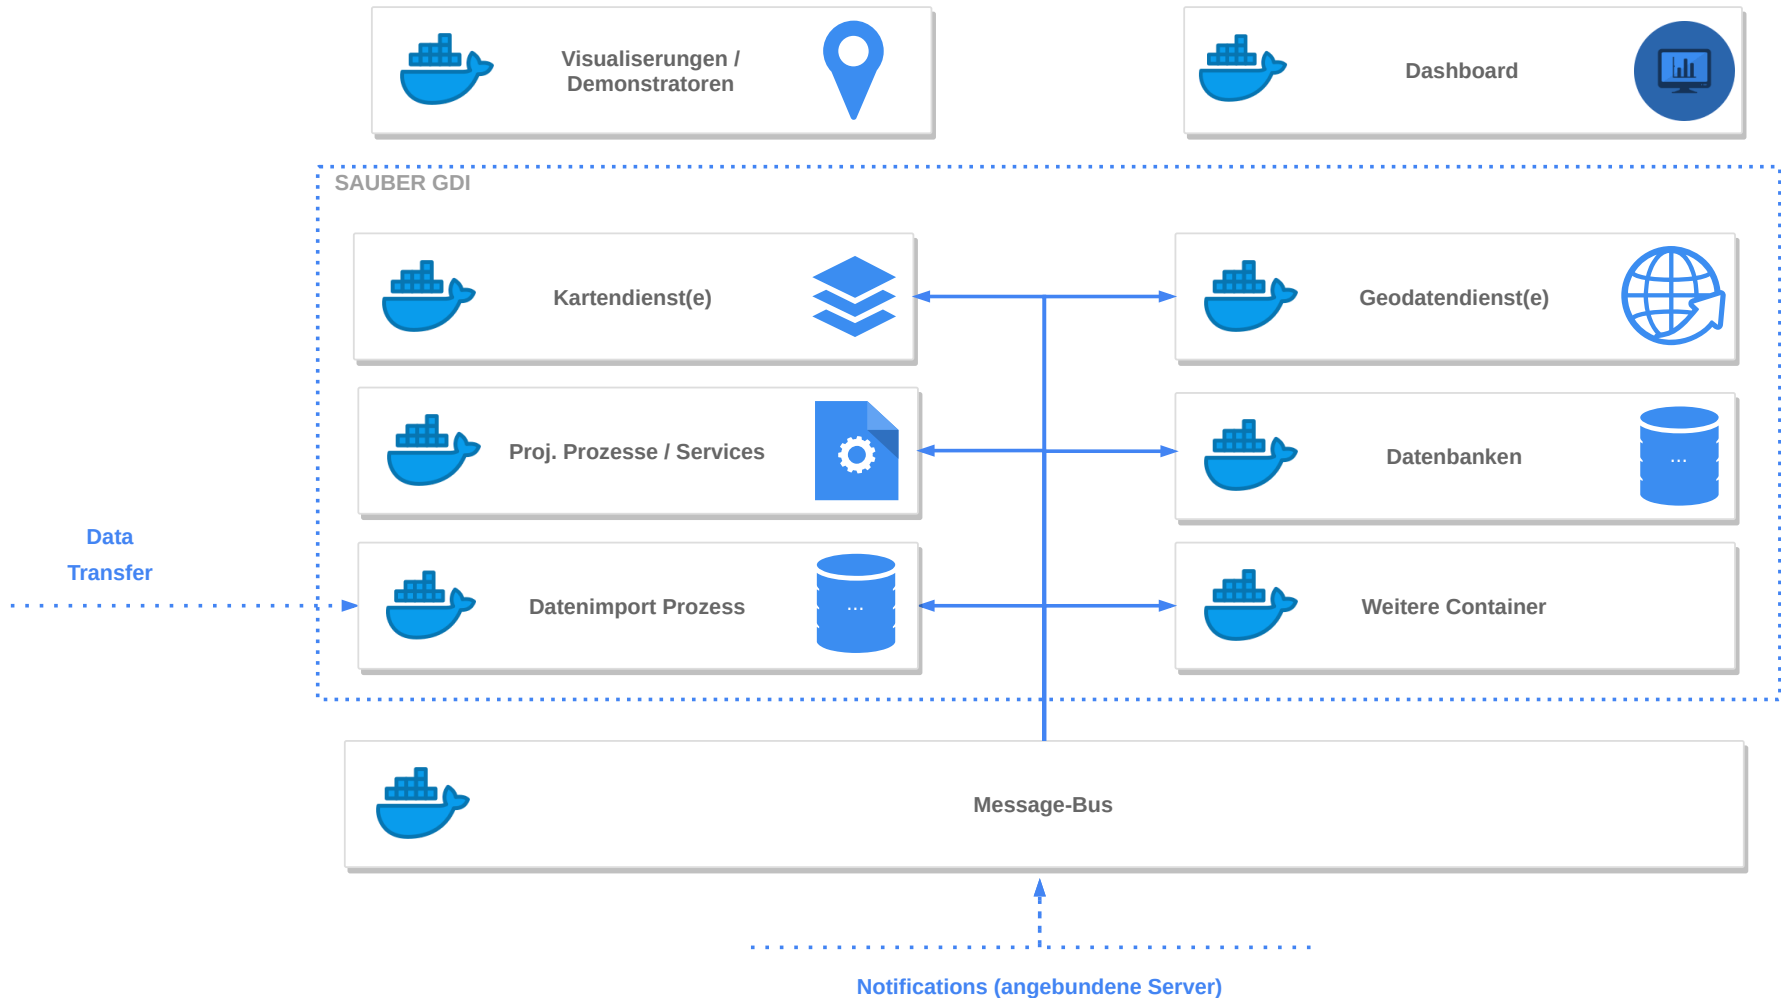 Visualiserungen /
Demonstratoren
Dashboard
SAUBER GDI
Kartendienst(e)
Geodatendienst(e)
Proj. Prozesse / Services
Datenbanken
...
Data
Transfer
Datenimport Prozess
...
Weitere Container
Message-Bus
Notifications (angebundene Server)